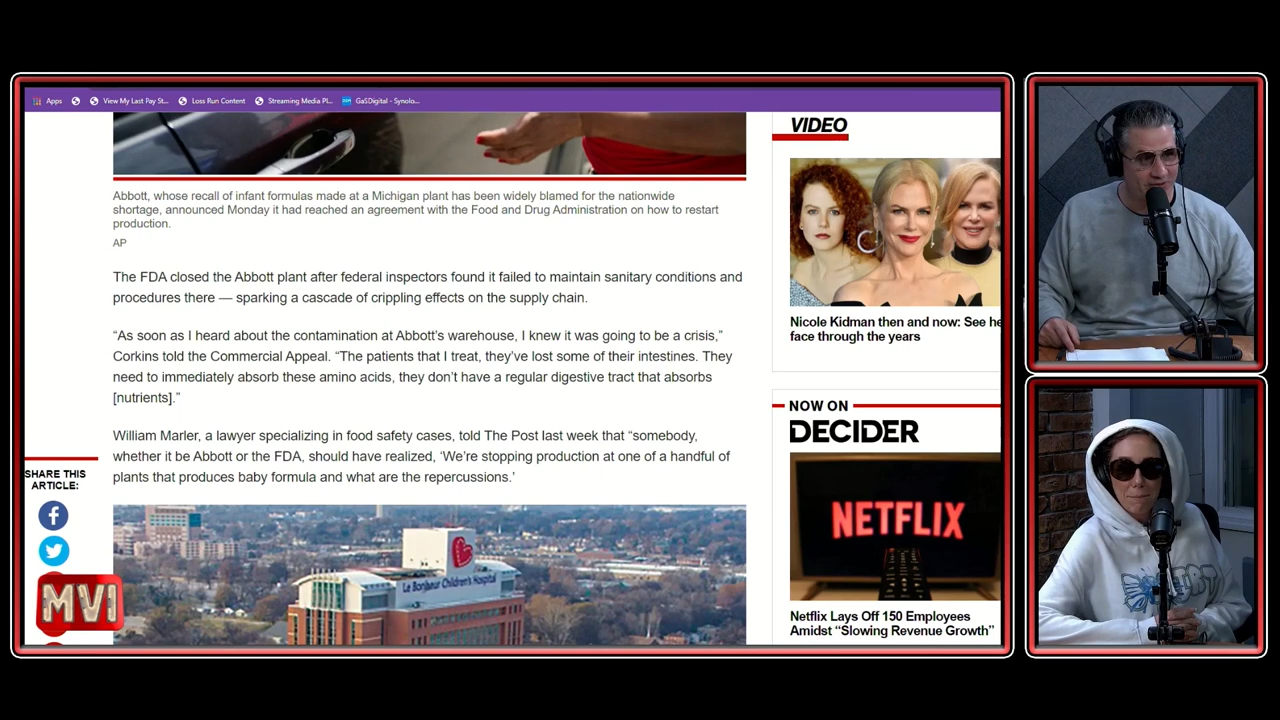 Apps
View My Last Pay St...
Loss Run Content
Streaming Media Pl...
GaSDigital - Synolo...
Abbott, whose recall of infant formulas made at a Michigan plant has been widely blamed for the nationwide
shortage, announced Monday it had reached an agreement with the Food and Drug Administration on how to restart
production.
AP
The FDA closed the Abbott plant after federal inspectors found it failed to maintain sanitary conditions and
procedures there — sparking a cascade of crippling effects on the supply chain.
“As soon as I heard about the contamination at Abbott’s warehouse, I knew it was going to be a crisis,”
Corkins told the Commercial Appeal. “The patients that I treat, they’ve lost some of their intestines. They
need to immediately absorb these amino acids, they don’t have a regular digestive tract that absorbs
[nutrients].”
William Marler, a lawyer specializing in food safety cases, told The Post last week that “somebody,
whether it be Abbott or the FDA, should have realized, ‘We’re stopping production at one of a handful of
plants that produces baby formula and what are the repercussions.’
SHARE THIS
ARTICLE:
MVI
Le Bonheur Children's Hospital
VIDEO
Nicole Kidman then and now: See he
face through the years
NOW ON
DECIDER
NETFLIX
Netflix Lays Off 150 Employees
Amidst “Slowing Revenue Growth”